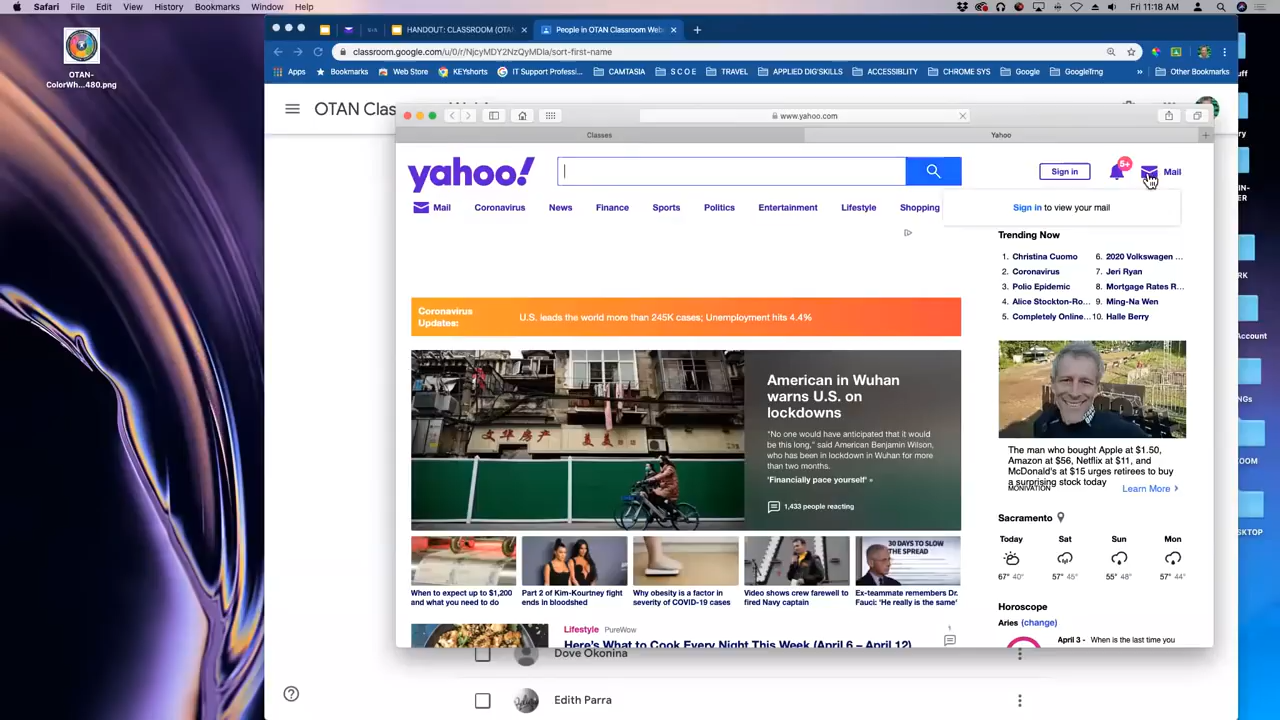 Safari File Edit View History Bookmarks Window Help
Fri 11:18 AM
OTAN-
ColorWh...480.png
HANDOUT: CLASSROOM (OTA
People in OTAN Classroom Web
classroom.google.com/u/0/r/NjcyMDY2NzQyMDla/sort-first-name
Apps Bookmarks Web Store KEYshorts IT Support Profess... CAMTASIA S C O E TRAVEL APPLIED DIG'SKILLS ACCESSIBLITY CHROME SYS Google GoogleTrng » Other Bookmarks
OTAN Clas
www.yahoo.com
Classes Yahoo
yahoo!
Sign in 5+ Mail
Mail Coronavirus News Finance Sports Politics Entertainment Lifestyle Shopping
Sign in to view your mail
Trending Now
1. Christina Cuomo 6. 2020 Volkswagen ...
2. Coronavirus 7. Jeri Ryan
3. Polio Epidemic 8. Mortgage Rates R...
4. Alice Stockton-Ro... 9. Ming-Na Wen
5. Completely Online... 10. Halle Berry
Coronavirus
Updates:
U.S. leads the world more than 245K cases; Unemployment hits 4.4%
American in Wuhan
warns U.S. on
lockdowns
"No one would have anticipated that it would
be this long," said American Benjamin Wilson,
who has been in lockdown in Wuhan for more
than two months.
'Financially pace yourself' »
1,433 people reacting
The man who bought Apple at $1.50,
Amazon at $56, Netflix at $11, and
McDonald's at $15 urges retirees to buy
a surprising stock today
Learn More
Sacramento
Today Sat Sun Mon
67° 40° 57° 45° 55° 48° 57° 44°
30 DAYS TO SLOW
THE SPREAD
When to expect up to $1,200
and what you need to do
Part 2 of Kim-Kourtney fight
ends in bloodshed
Why obesity is a factor in
severity of COVID-19 cases
Video shows crew farewell to
fired Navy captain
Ex-teammate remembers Dr.
Fauci: 'He really is the same'
Horoscope
Aries (change)
April 3 - When is the last time you
Lifestyle PureWow
Here's What to Cook Every Night This Week (April 6 – April 12)
Dove Okonina
Edith Parra
Account
NGs
ZOOM